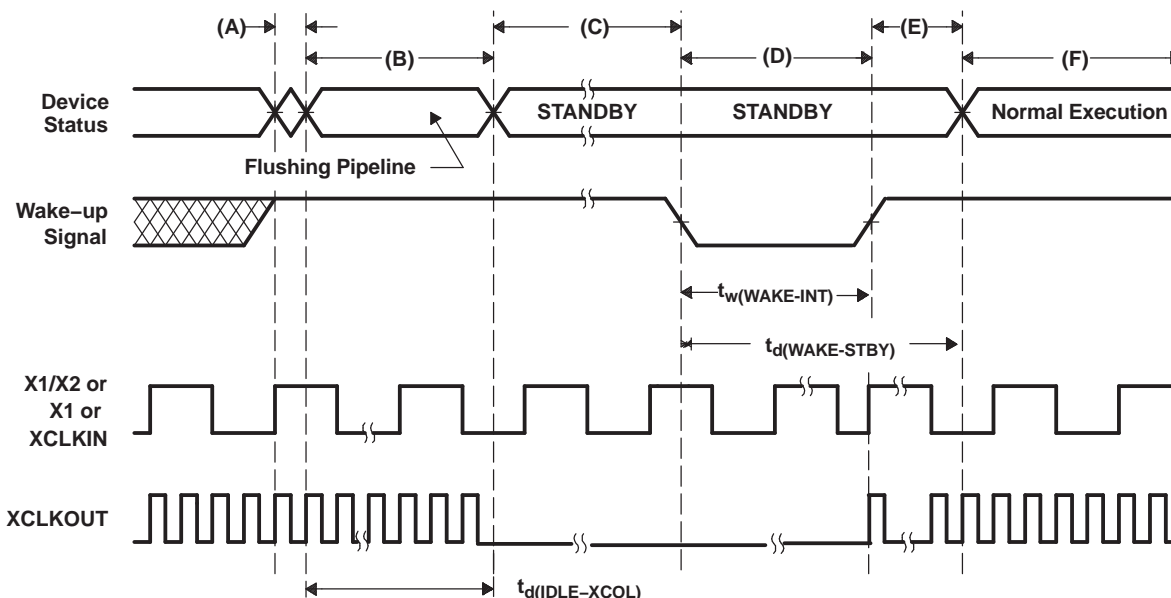 (A)
(B)
(C)
(D)
(E)
(F)
Device
Status
STANDBY
STANDBY
Normal Execution
Flushing Pipeline
Wake–up
Signal
tw(WAKE-INT)
td(WAKE-STBY)
X1/X2 or
X1 or
XCLKIN
XCLKOUT
td(IDLE–XCOL)